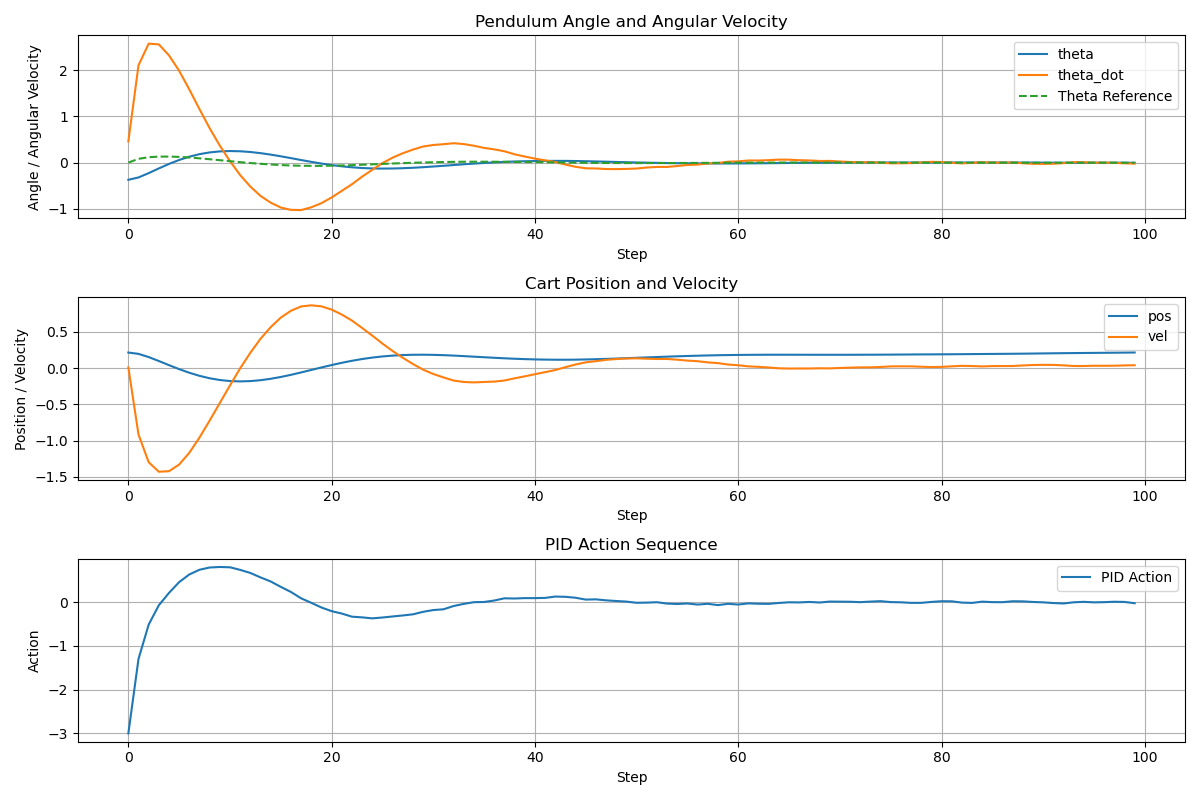 Pendulum Angle and Angular Velocity
Angle / Angular Velocity
2
1
0
−1
theta
theta_dot
Theta Reference
0 20 40 60 80 100
Step
Cart Position and Velocity
Position / Velocity
0.5
0.0
−0.5
−1.0
−1.5
pos
vel
0 20 40 60 80 100
Step
PID Action Sequence
Action
0
−1
−2
−3
PID Action
0 20 40 60 80 100
Step